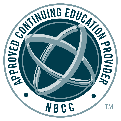 APPROVED CONTINUING EDUCATION PROVIDER
NBCC
TM